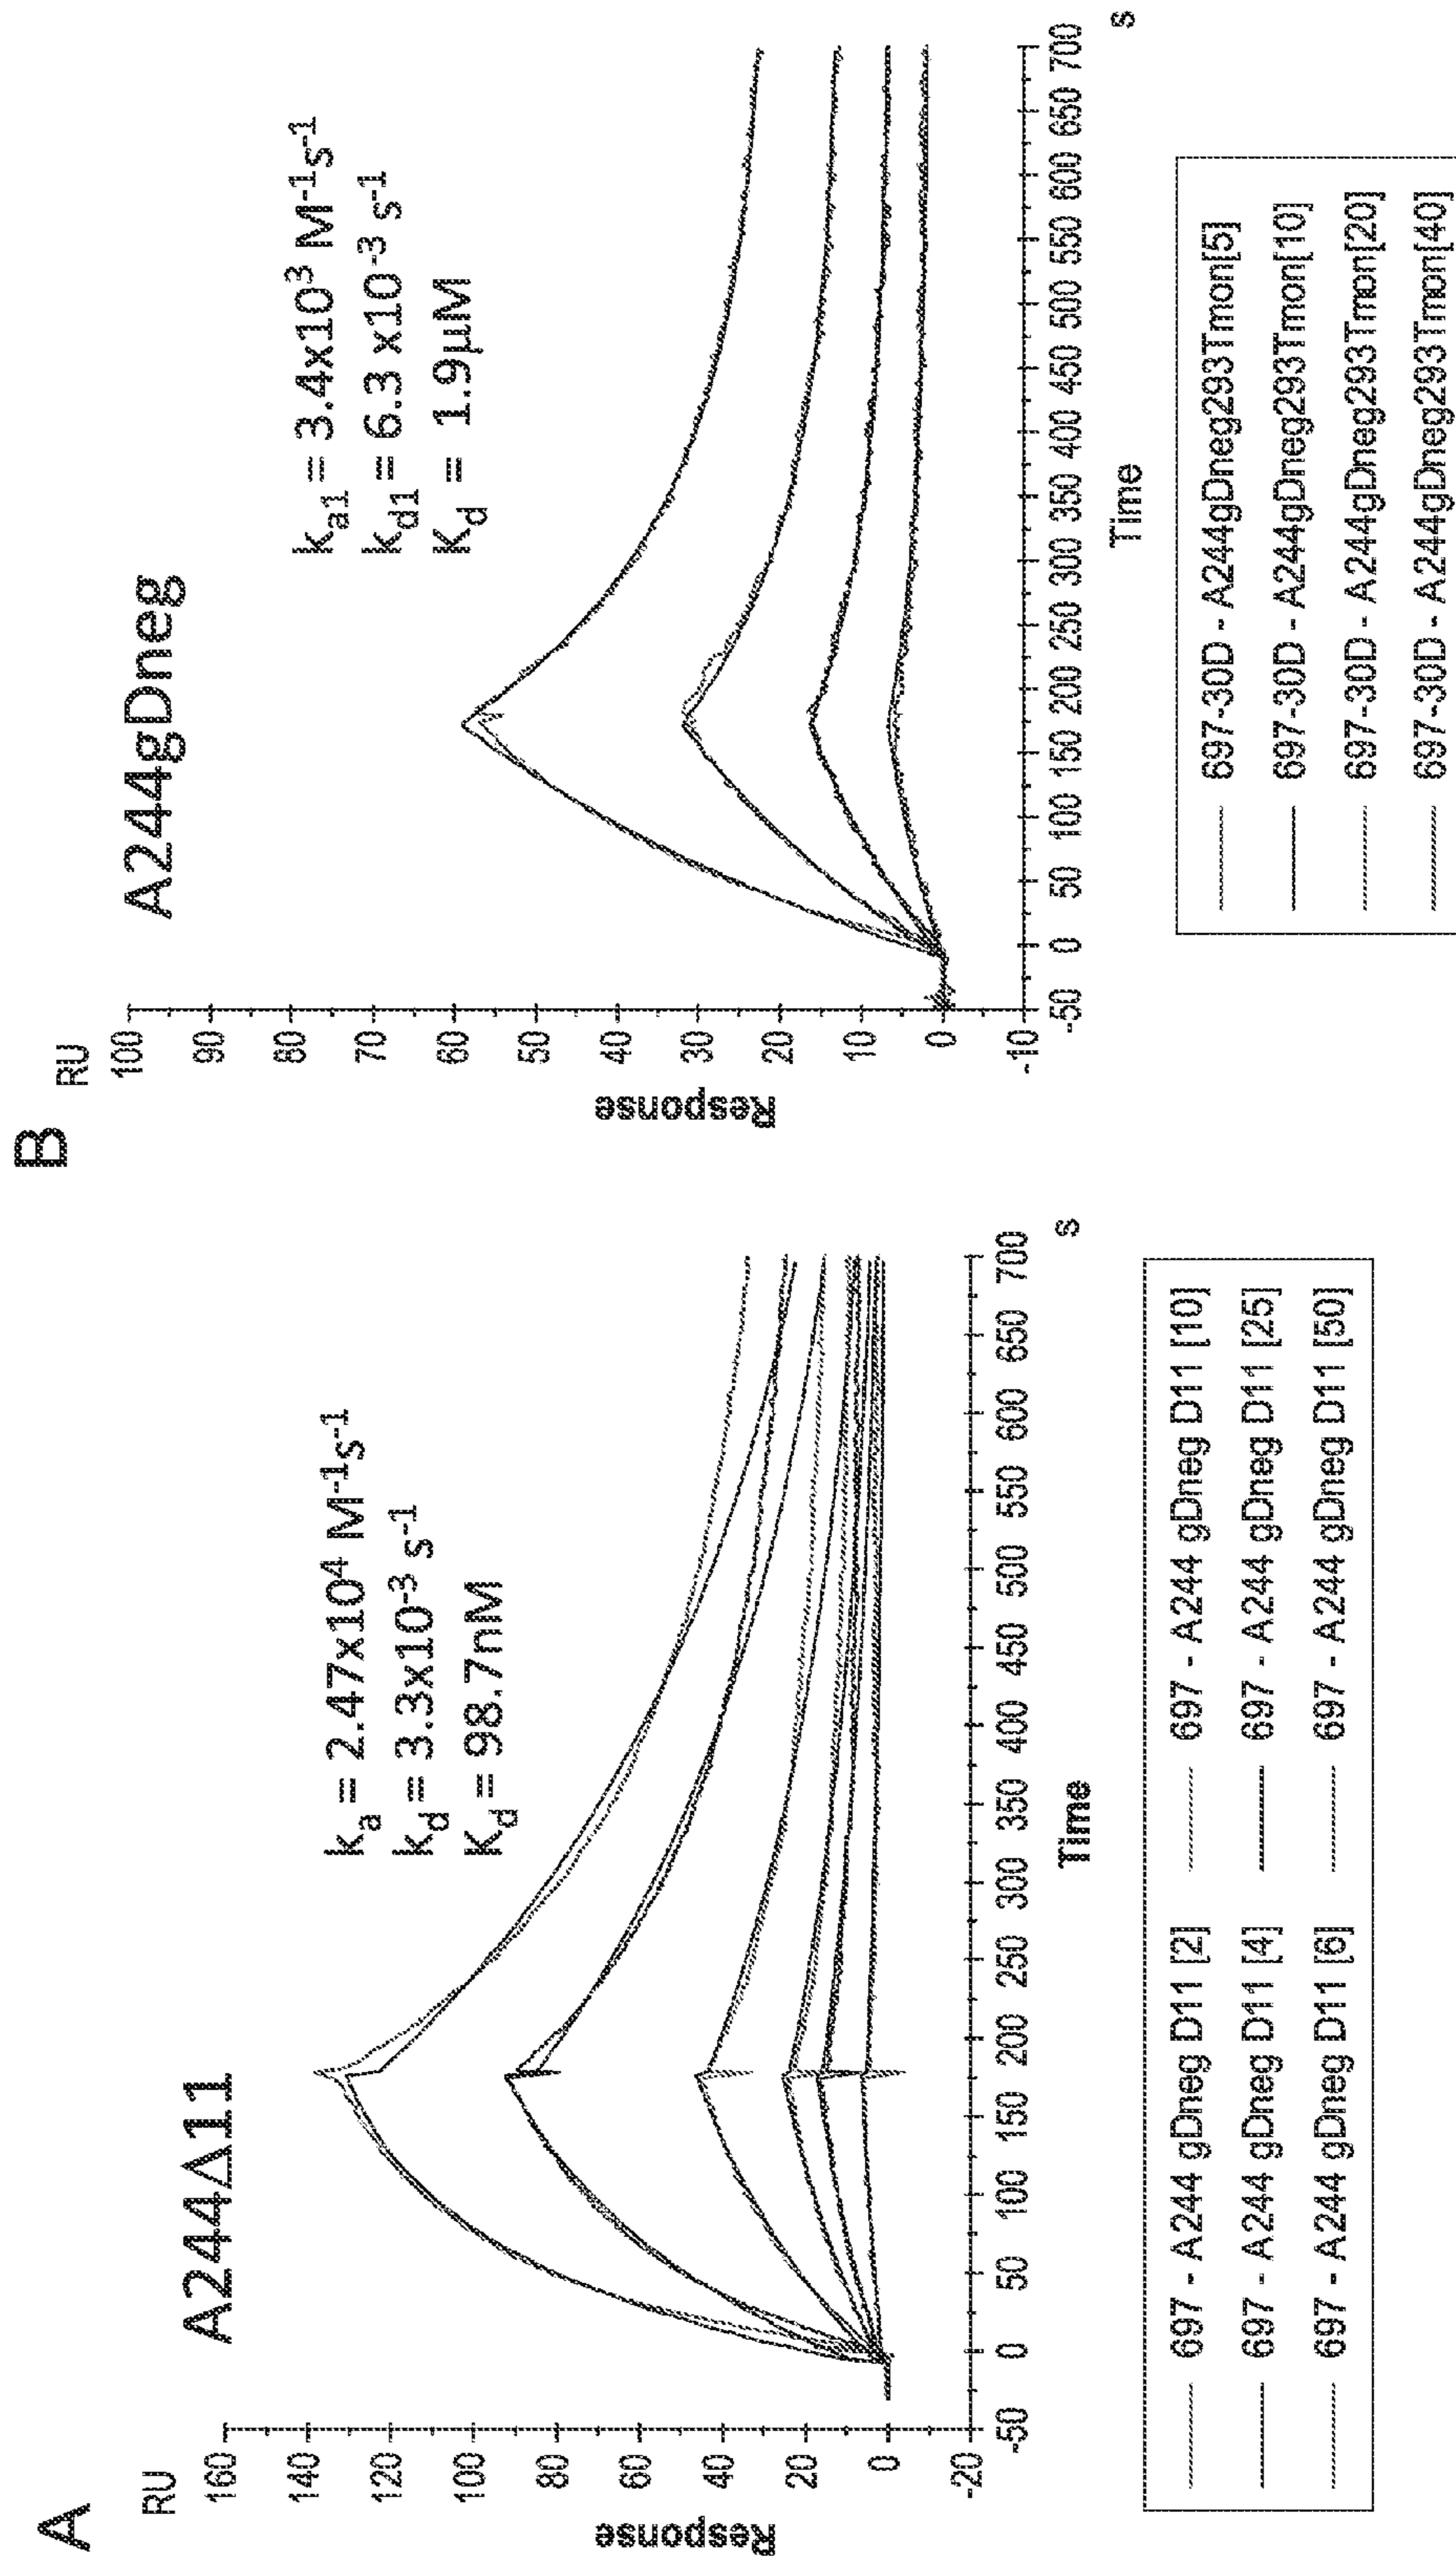 A
A244Δ11
RU
160
140
120
100
80
60
40
20
0
-20
Response
kₐ = 2.47x10⁴ M⁻¹s⁻¹
k_d = 3.3x10⁻³ s⁻¹
K_d = 98.7nM
-50 0 50 100 150 200 250 300 350 400 450 500 550 600 650 700
s
Time
697 - A244 gDneg D11 [2]
697 - A244 gDneg D11 [4]
697 - A244 gDneg D11 [6]
697 - A244 gDneg D11 [10]
697 - A244 gDneg D11 [25]
697 - A244 gDneg D11 [50]
B
A244gDneg
RU
100
90
80
70
60
50
40
30
20
10
0
-10
Response
k_a1 = 3.4x10³ M⁻¹s⁻¹
k_d1 = 6.3 x10⁻³ s⁻¹
K_d = 1.9µM
-50 0 50 100 150 200 250 300 350 400 450 500 550 600 650 700
s
Time
697-30D - A244gDneg293Tmon[5]
697-30D - A244gDneg293Tmon[10]
697-30D - A244gDneg293Tmon[20]
697-30D - A244gDneg293Tmon[40]